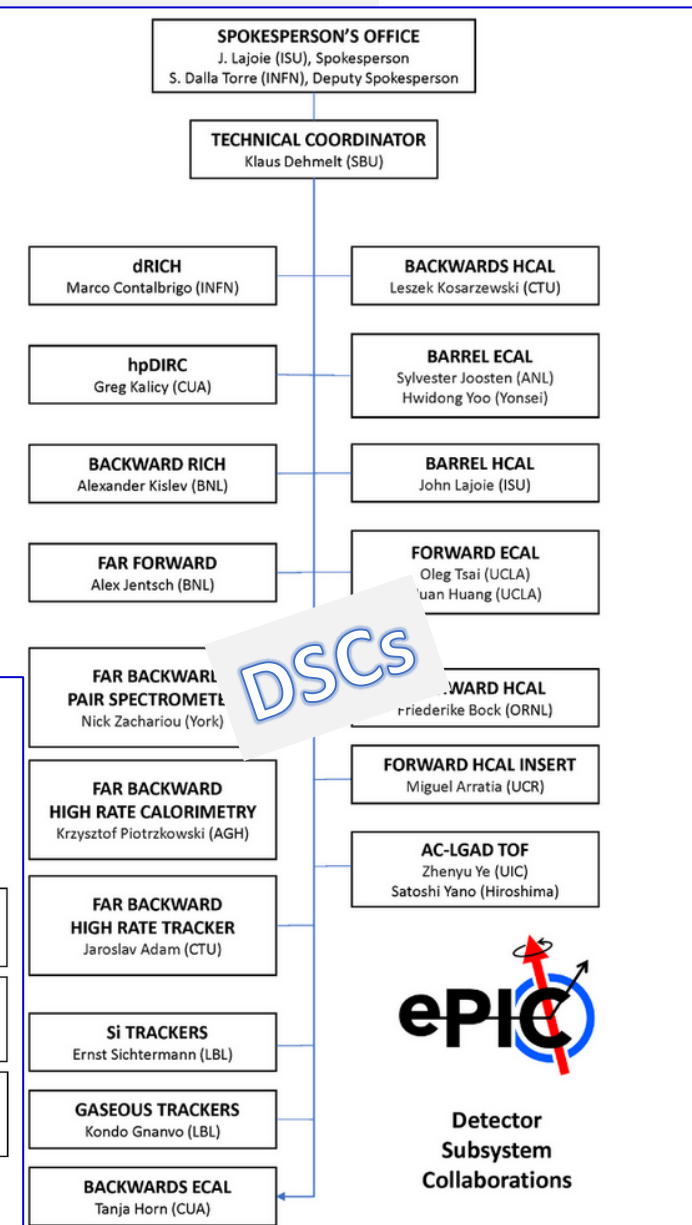 SPOKESPERSON'S OFFICE
J. Lajoie (ISU), Spokesperson
S. Dalla Torre (INFN), Deputy Spokesperson
TECHNICAL COORDINATOR
Klaus Dehmelt (SBU)
dRICH
Marco Contalbrigo (INFN)
BACKWARDS HCAL
Leszek Kosarzewski (CTU)
hpDIRC
Greg Kalicy (CUA)
BARREL ECAL
Sylvester Joosten (ANL)
Hwidong Yoo (Yonsei)
BACKWARD RICH
Alexander Kislev (BNL)
BARREL HCAL
John Lajoie (ISU)
FAR FORWARD
Alex Jentsch (BNL)
FORWARD ECAL
Oleg Tsai (UCLA)
Huang (UCLA)
DSCs
FAR
PAIR
Nick Zachariou (York)
HCAL
Friederike Bock (ORNL)
FAR BACKWARD
HIGH RATE CALORIMETRY
Krzysztof Piotrzkowski (AGH)
FORWARD HCAL INSERT
Miguel Arratia (UCR)
AC-LGAD TOF
Zhenyu Ye (UIC)
Satoshi Yano (Hiroshima)
FAR BACKWARD
HIGH RATE TRACKER
Jaroslav Adam (CTU)
Si TRACKERS
Ernst Sichtermann (LBL)
GASEOUS TRACKERS
Kondo Gnanvo (LBL)
BACKWARDS ECAL
Tanja Horn (CUA)
ePIC
Detector
Subsystem
Collaborations